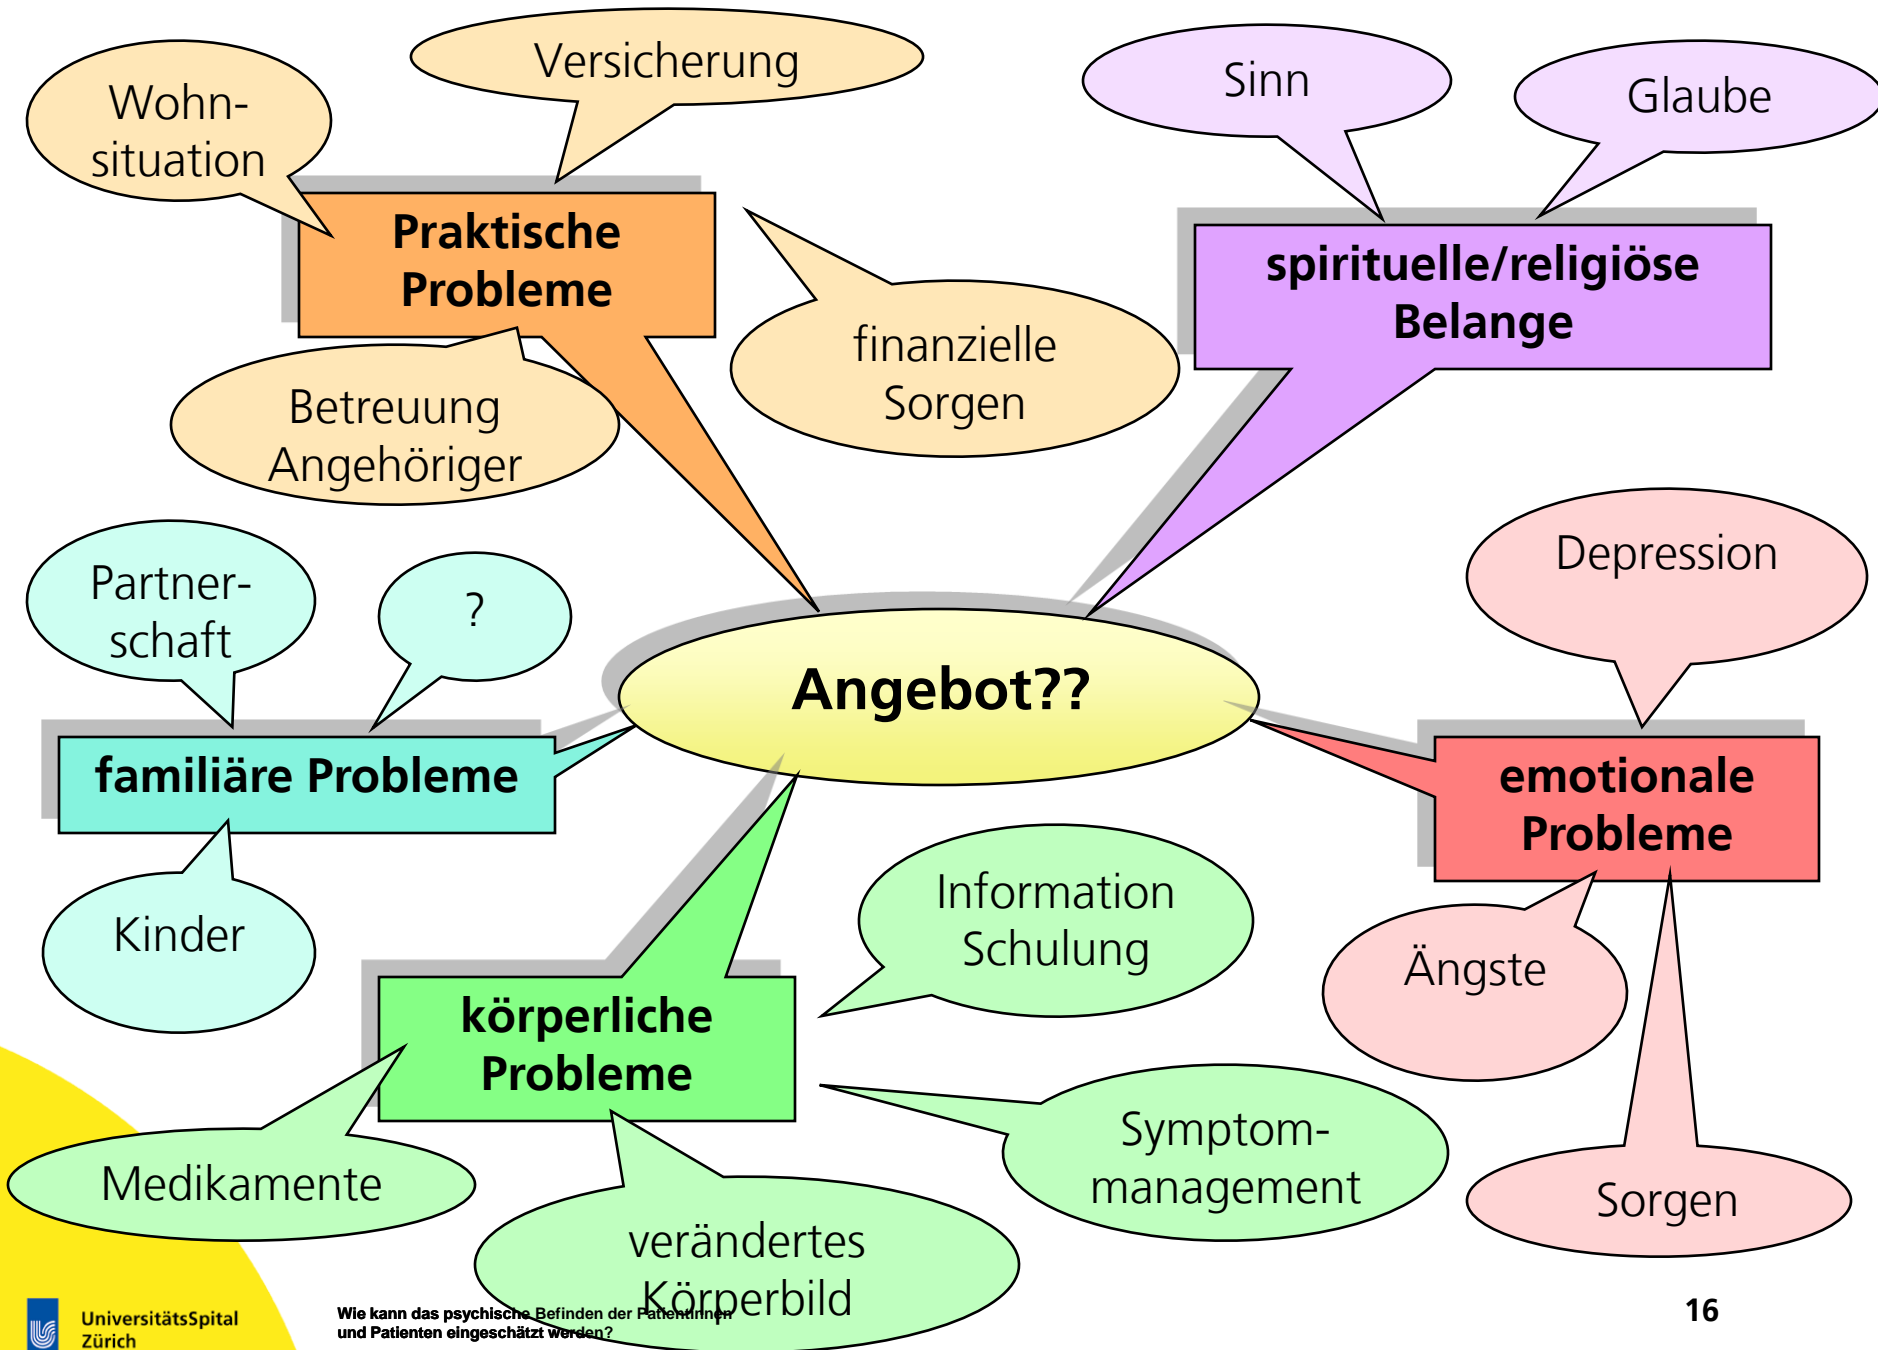 Wohn-
situation
Versicherung
Sinn
Glaube
Praktische
Probleme
spirituelle/religiöse
Belange
finanzielle
Sorgen
Betreuung
Angehöriger
Partner-
schaft
?
Depression
Angebot??
familiäre Probleme
emotionale
Probleme
Kinder
Information
Schulung
Ängste
körperliche
Probleme
Symptom-
management
Medikamente
Sorgen
verändertes
Körperbild
UniversitätsSpital
Zürich
Wie kann das psychische Befinden der Patientinnen
und Patienten eingeschätzt werden?
16